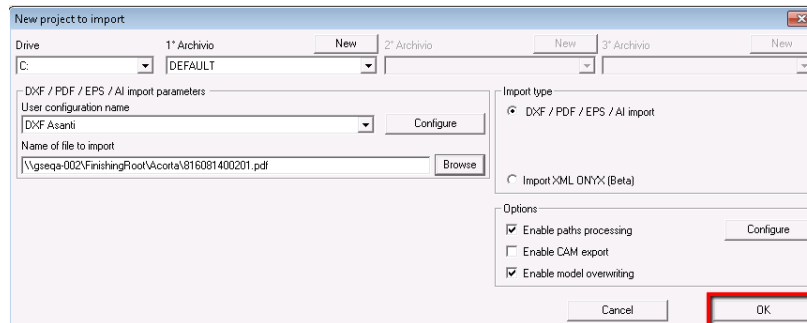 New project to import
Drive
1° Archivio
New
2° Archivio
New
3° Archivio
New
C:
DEFAULT
DXF / PDF / EPS / AI import parameters
User configuration name
DXF Asanti
Configure
Name of file to import
\\gseqa-002\FinishingRoot\Acorta\816081400201.pdf
Browse
Import type
DXF / PDF / EPS / AI import
Import XML ONYX (Beta)
Options
Enable paths processing
Configure
Enable CAM export
Enable model overwriting
Cancel
OK